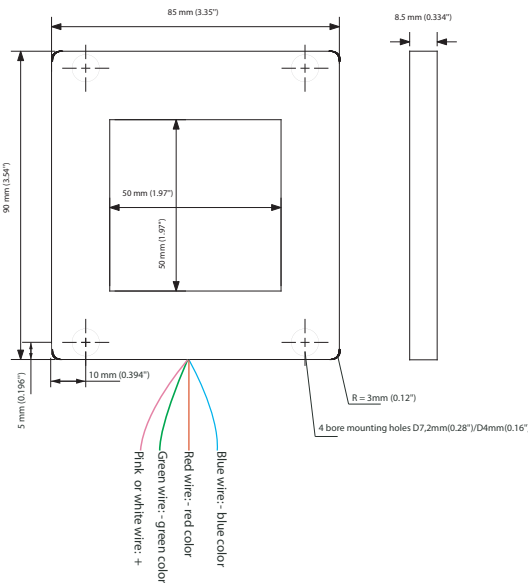 85 mm (3.35")
8.5 mm (0.334")
90 mm (3.54")
50 mm (1.97")
50 mm (1.97")
5 mm (0.196")
10 mm (0.394")
R = 3mm (0.12")
4 bore mounting holes D7,2mm(0.28")/D4mm(0.16")
Pink or white wire: +
Green wire:- green color
Red wire:- red color
Blue wire:- blue color